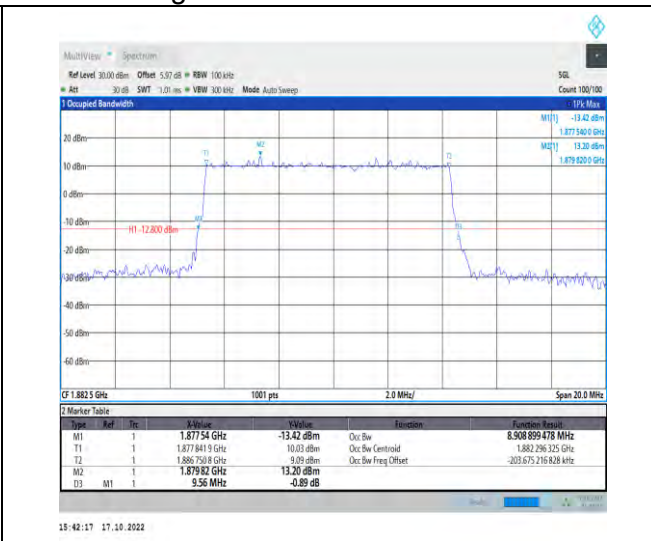 MultiView Spectrum
Ref Level 30.00 dBm Offset 5.97 dB RBW 100 kHz SGL
Att 30 dB SWT 1.01 ms VBW 300 kHz Mode Auto Sweep Count 100/100
1 Occupied Bandwidth 1Pk Max
M1[1] -13.42 dBm
1.877 540 0 GHz
M2[1] 13.20 dBm
1.879 820 0 GHz
20 dBm
M2
T1
T2
10 dBm
0 dBm
-10 dBm
H1 -12.800 dBm
-20 dBm
-30 dBm
-40 dBm
-50 dBm
-60 dBm
CF 1.882 5 GHz 1001 pts 2.0 MHz/ Span 20.0 MHz
2 Marker Table
Type Ref Trc X-Value Y-Value Function Function Result
M1 1 1.877 54 GHz -13.42 dBm Occ Bw 8.908 899 478 MHz
T1 1 1.877 841 9 GHz 10.03 dBm Occ Bw Centroid 1.882 296 325 GHz
T2 1 1.886 750 8 GHz 9.09 dBm Occ Bw Freq Offset -203.675 216 828 kHz
M2 1 1.879 82 GHz 13.20 dBm
D3 M1 1 9.56 MHz -0.89 dB
15:42:17 17.10.2022